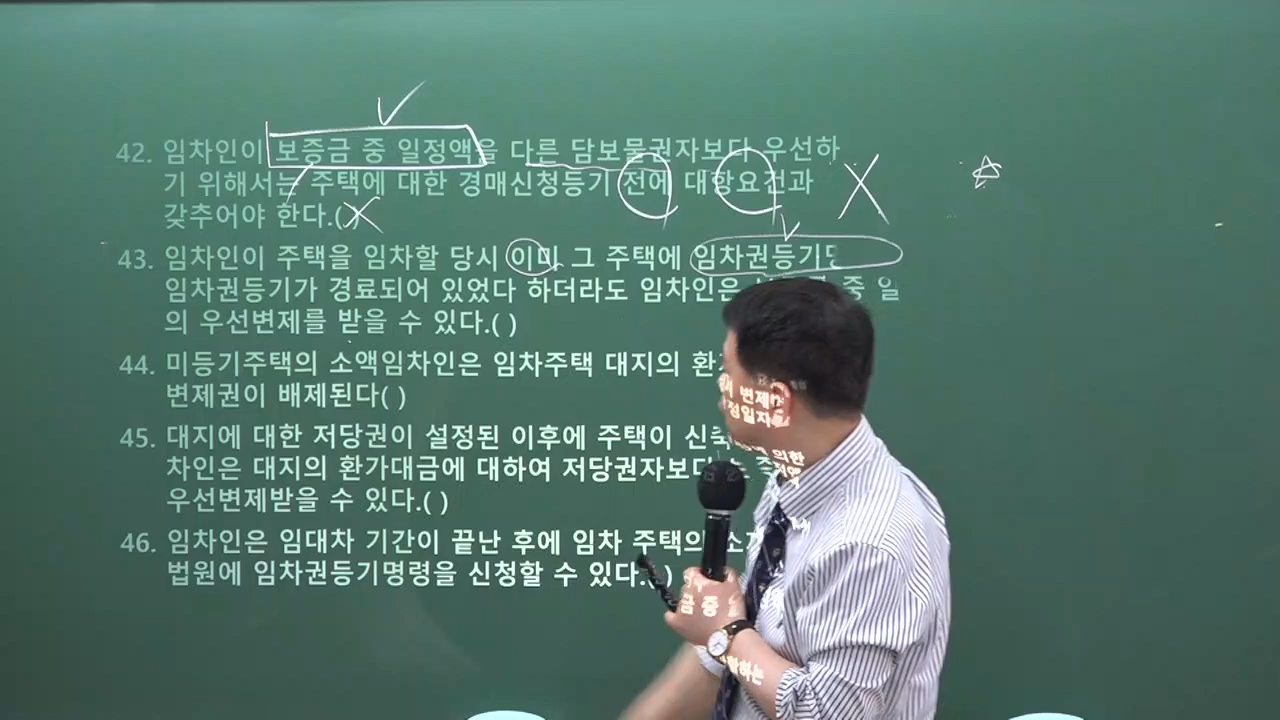 42. 임차인이 보증금 중 일정액을 다른 담보물권자보다 우선하
기 위해서는 주택에 대한 경매신청등기 전에 대항요건과
갖추어야 한다.( X X
43. 임차인이 주택을 임차할 당시 이미 그 주택에 임차권등기명
임차권등기가 경료되어 있었다 하더라도 임차인은 중 일
의 우선변제를 받을 수 있다.( )
44. 미등기주택의 소액임차인은 임차주택 대지의
변제권이 배제된다( )
45. 대지에 대한 저당권이 설정된 이후에 주택이
차인은 대지의 환가대금에 대하여 저당권자보다
우선변제받을 수 있다.( )
46. 임차인은 임대차 기간이 끝난 후에 임차 주택의
법원에 임차권등기명령을 신청할 수 있다.( )
변제
의한